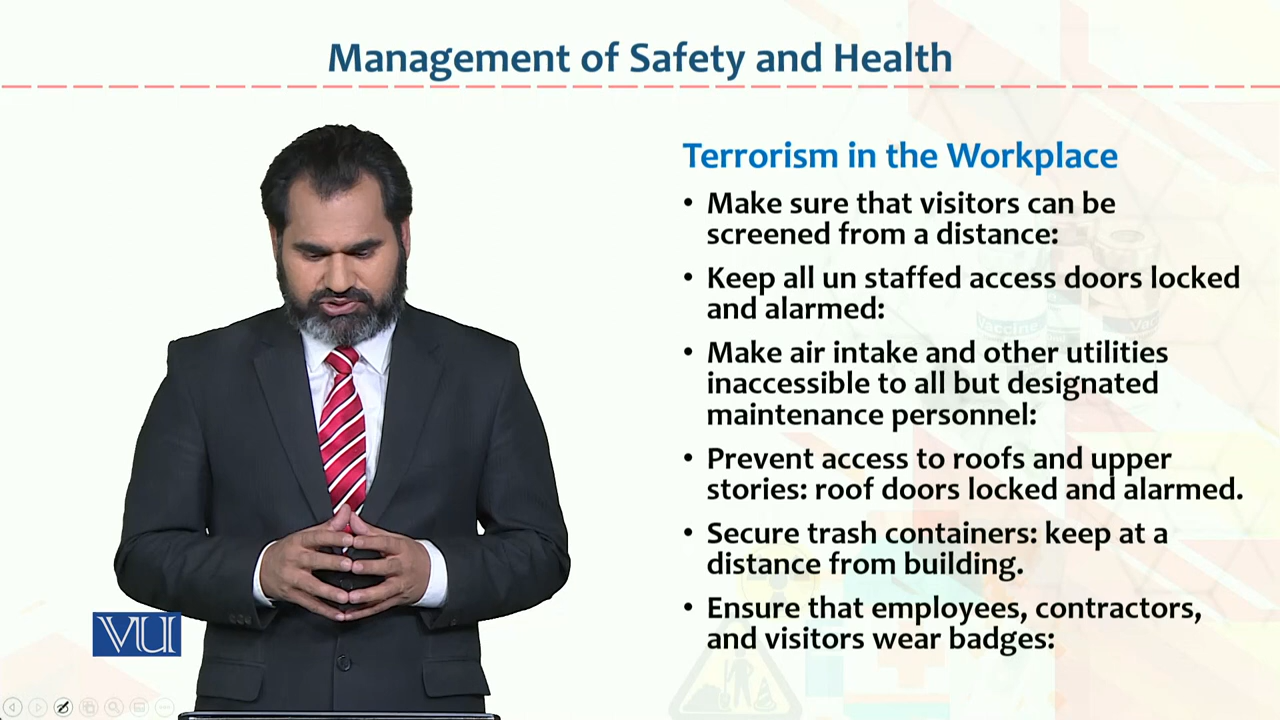 Management of Safety and Health
Terrorism in the Workplace
• Make sure that visitors can be
screened from a distance:
• Keep all un staffed access doors locked
and alarmed:
• Make air intake and other utilities
inaccessible to all but designated
maintenance personnel:
• Prevent access to roofs and upper
stories: roof doors locked and alarmed.
• Secure trash containers: keep at a
distance from building.
• Ensure that employees, contractors,
and visitors wear badges:
VU
Vaccine